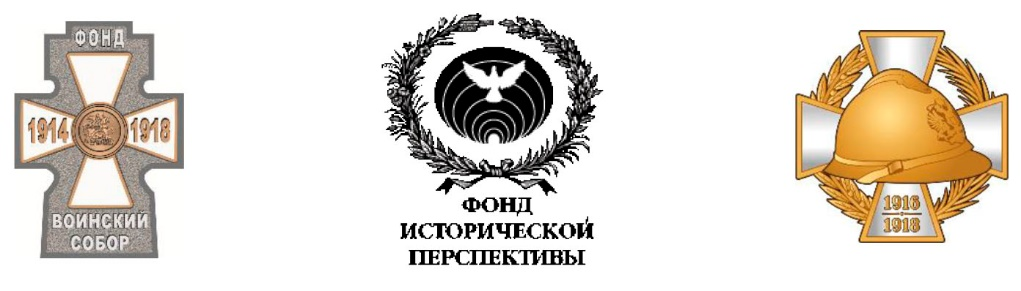 ФОНД
1914 1918
ВОИНСКИЙ
СОБОР
ФОНД
ИСТОРИЧЕСКОЙ
ПЕРСПЕКТИВЫ
1916
1918